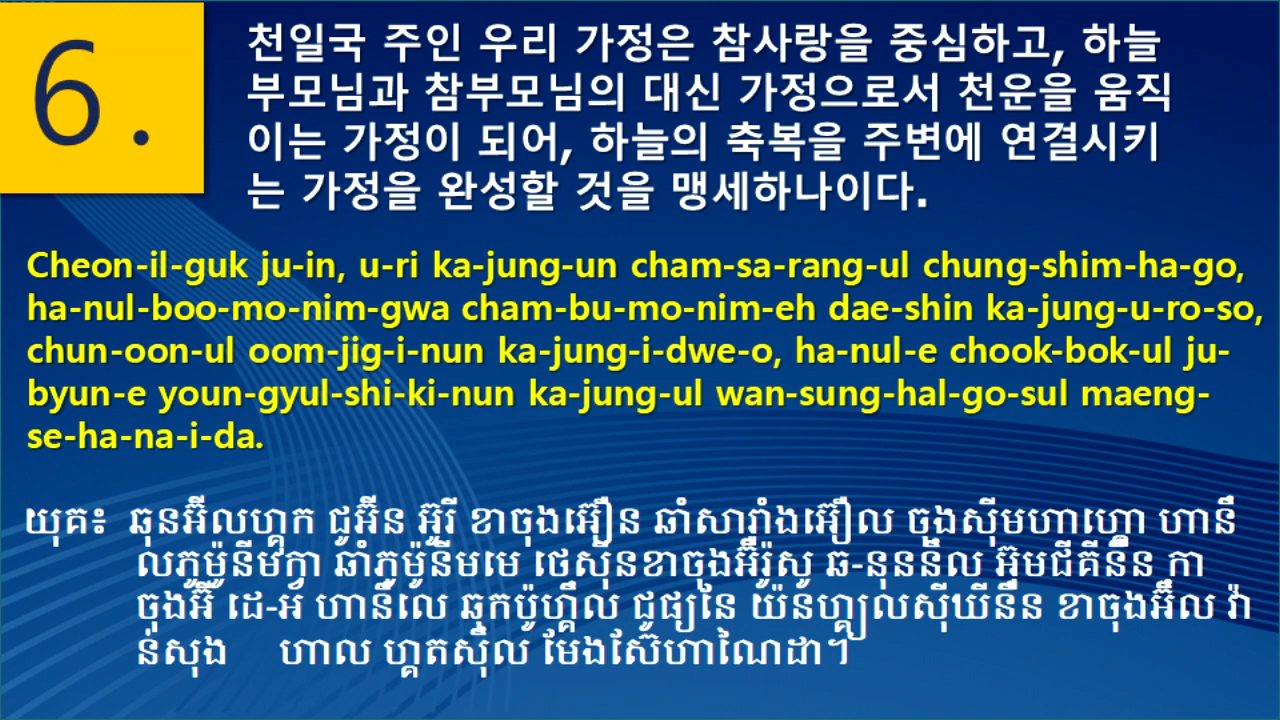 6.
천일국 주인 우리 가정은 참사랑을 중심하고, 하늘
부모님과 참부모님의 대신 가정으로서 천운을 움직
이는 가정이 되어, 하늘의 축복을 주변에 연결시키
는 가정을 완성할 것을 맹세하나이다.
Cheon-il-guk ju-in, u-ri ka-jung-un cham-sa-rang-ul chung-shim-ha-go,
ha-nul-boo-mo-nim-gwa cham-bu-mo-nim-eh dae-shin ka-jung-u-ro-so,
chun-oon-ul oom-jig-i-nun ka-jung-i-dwe-o, ha-nul-e chook-bok-ul ju-
byun-e youn-gyul-shi-ki-nun ka-jung-ul wan-sung-hal-go-sul maeng-
se-ha-na-i-da.
យុគ៖ ឆុនអ៊ីលហ្គុក ជូអ៊ីន អ៊ូរី ខាចុងអ៊ឿន ឆាំសារ៉ាំងអ៊ឿល ចុងស៊ីមហាហ្គោ ហានឹ
លភូម៉ូនីមក្វា ឆាំភូម៉ូនីមមេ ថេស៊ីនខាចុងអ៊ឺរ៉ូសូ ឆ-នុននឹល អ៊ុមជីគីនឺន កា
ចុងអ៊ី ដេ-អ ហានឹលេ ឆុកប៉ូហ្គឹល ជូផ្យនៃ យ៉នហ្គ្យលស៊ីឃីនឺន ខាចុងអ៊ឹល វ៉ា
ន់សុង ហាល ហ្គតស៊ិល មែងស៊ែហាណៃដា។